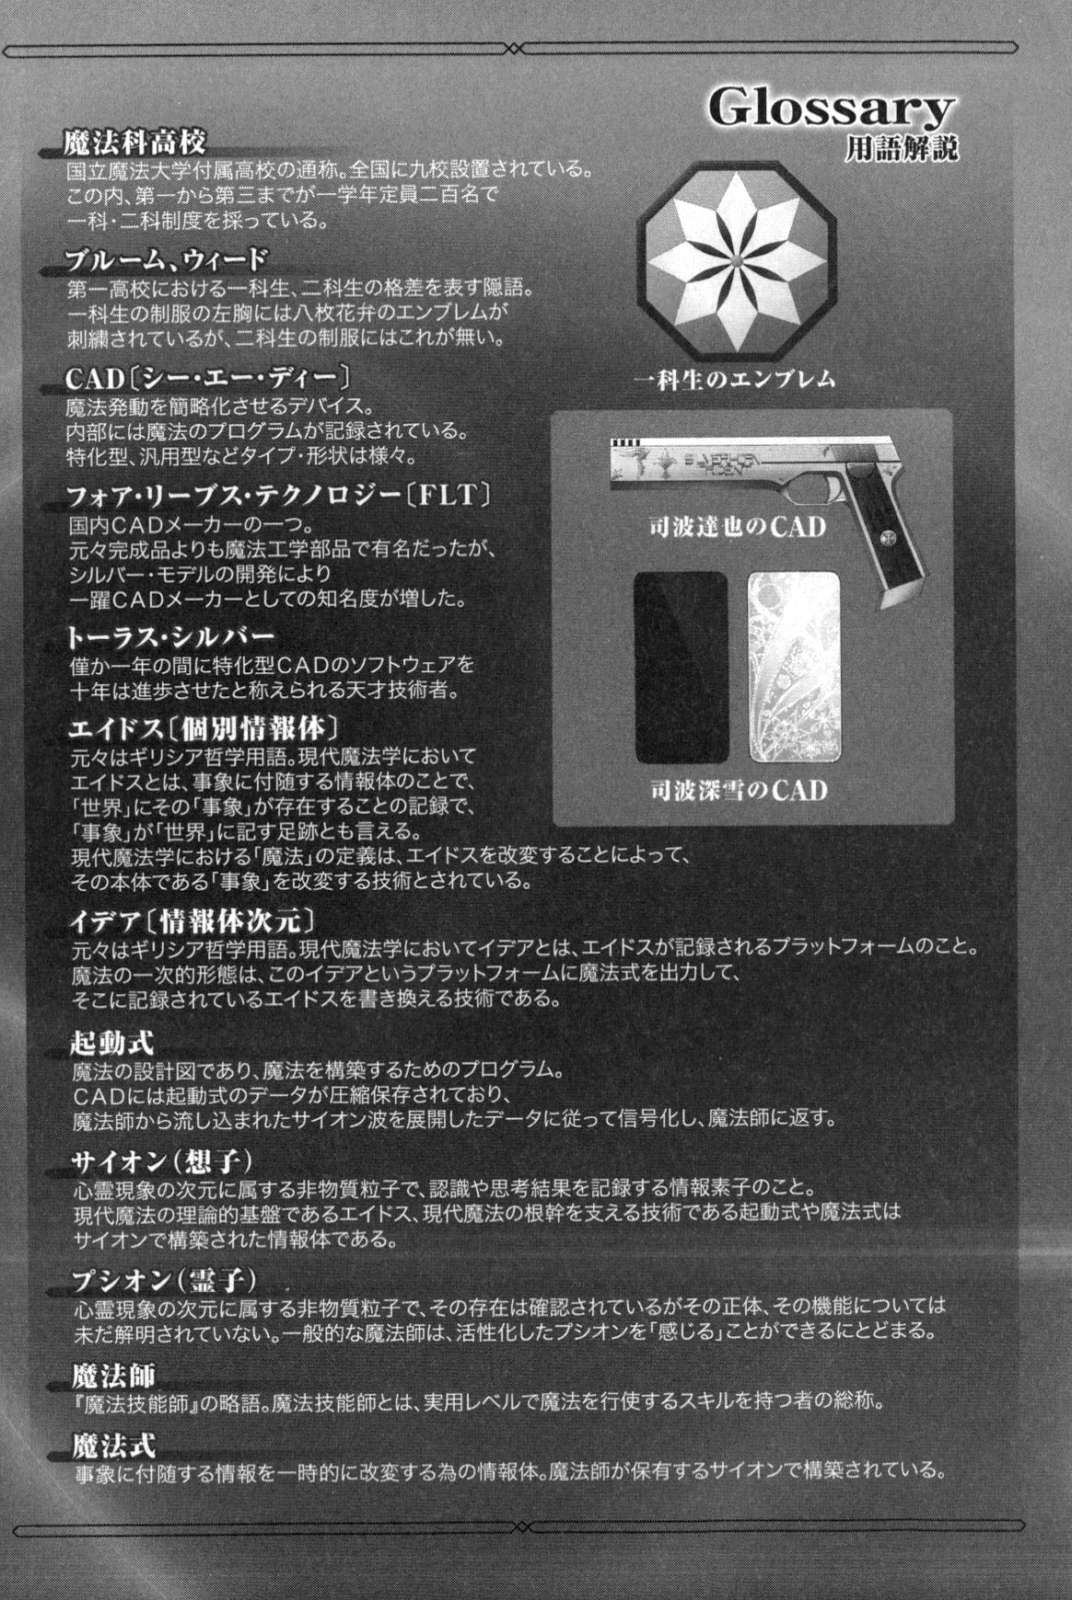 Glossary
用語解説
魔法科高校
国立魔法大学付属高校の通称。全国に九校設置されている。
この内、第一から第三までが一学年定員二百名で
一科・二科制度を採っている。
ブルーム、ウィード
第一高校における一科生、二科生の格差を表す隠語。
一科生の制服の左胸には八枚花弁のエンブレムが
刺繍されているが、二科生の制服にはこれが無い。
一科生のエンブレム
CAD〔シー・エー・ディー〕
魔法発動を簡略化させるデバイス。
内部には魔法のプログラムが記録されている。
特化型、汎用型などタイプ・形状は様々。
フォア・リーブス・テクノロジー〔FLT〕
国内CADメーカーの一つ。
元々完成品よりも魔法工学部品で有名だったが、
シルバー・モデルの開発により
一躍CADメーカーとしての知名度が増した。
司波達也のCAD
トーラス・シルバー
僅か一年の間に特化型CADのソフトウェアを
十年は進歩させたと称えられる天才技術者。
エイドス〔個別情報体〕
元々はギリシア哲学用語。現代魔法学において
エイドスとは、事象に付随する情報体のことで、
「世界」にその「事象」が存在することの記録で、
「事象」が「世界」に記す足跡とも言える。
現代魔法学における「魔法」の定義は、エイドスを改変することによって、
その本体である「事象」を改変する技術とされている。
司波深雪のCAD
イデア〔情報体次元〕
元々はギリシア哲学用語。現代魔法学においてイデアとは、エイドスが記録されるプラットフォームのこと。
魔法の一次的形態は、このイデアというプラットフォームに魔法式を出力して、
そこに記録されているエイドスを書き換える技術である。
起動式
魔法の設計図であり、魔法を構築するためのプログラム。
CADには起動式のデータが圧縮保存されており、
魔法師から流し込まれたサイオン波を展開したデータに従って信号化し、魔法師に返す。
サイオン(想子)
心霊現象の次元に属する非物質粒子で、認識や思考結果を記録する情報素子のこと。
現代魔法の理論的基盤であるエイドス、現代魔法の根幹を支える技術である起動式や魔法式は
サイオンで構築された情報体である。
プシオン(霊子)
心霊現象の次元に属する非物質粒子で、その存在は確認されているがその正体、その機能については
未だ解明されていない。一般的な魔法師は、活性化したプシオンを「感じる」ことができるにとどまる。
魔法師
『魔法技能師』の略語。魔法技能師とは、実用レベルで魔法を行使するスキルを持つ者の総称。
魔法式
事象に付随する情報を一時的に改変する為の情報体。魔法師が保有するサイオンで構築されている。